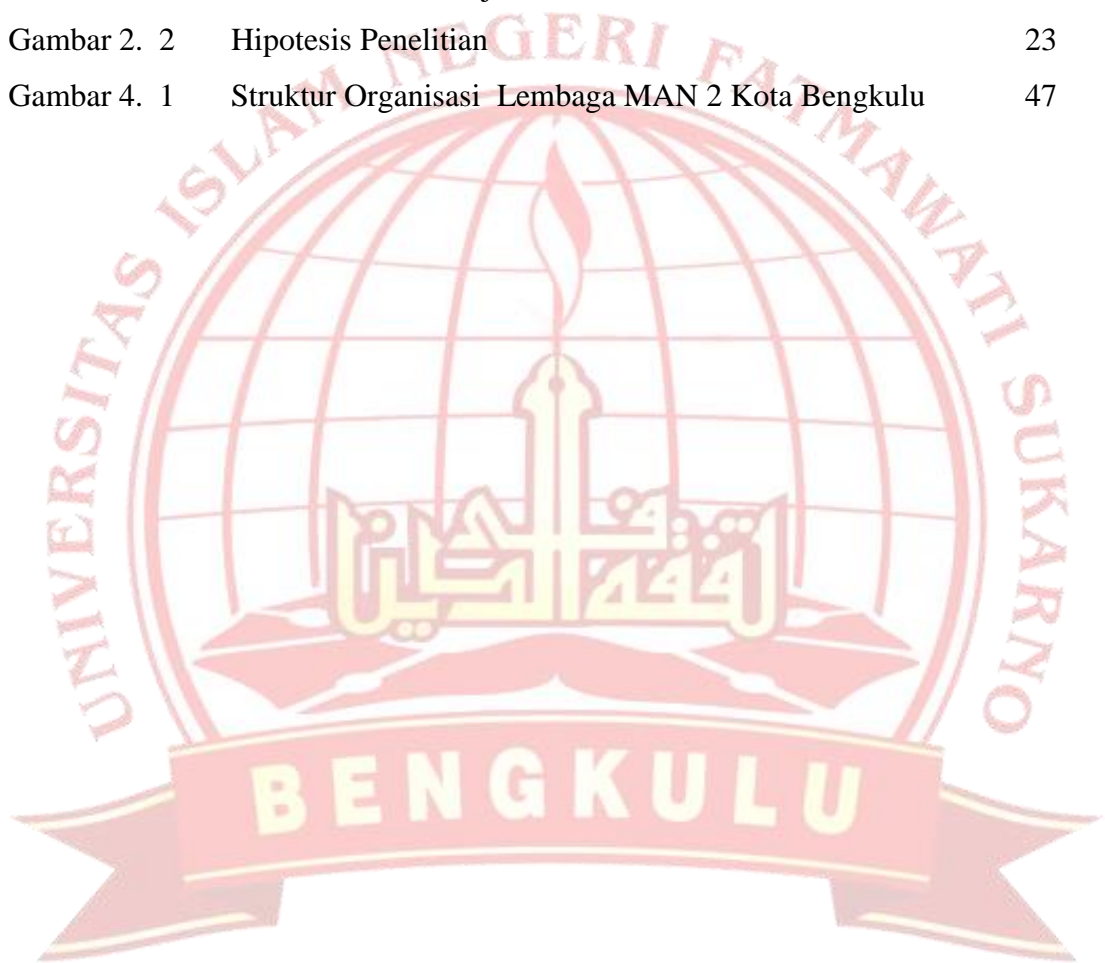 Gambar 2. 2 Hipotesis Penelitian 23
Gambar 4. 1 Struktur Organisasi Lembaga MAN 2 Kota Bengkulu 47
UNIVERSITAS ISLAM NEGERI FATMAWATI SUKARNO
BENGKULU